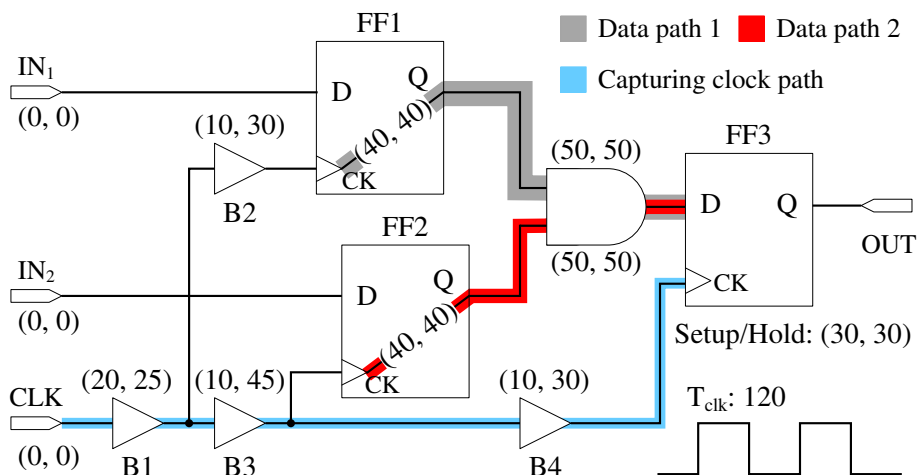 FF1
Data path 1
Data path 2
Capturing clock path
IN1
(0, 0)
D
Q
(40, 40)
CK
(10, 30)
B2
(50, 50)
(50, 50)
FF3
D
Q
CK
OUT
Setup/Hold: (30, 30)
FF2
IN2
(0, 0)
D
Q
(40, 40)
CK
CLK
(0, 0)
(20, 25)
B1
(10, 45)
B3
(10, 30)
B4
Tclk: 120